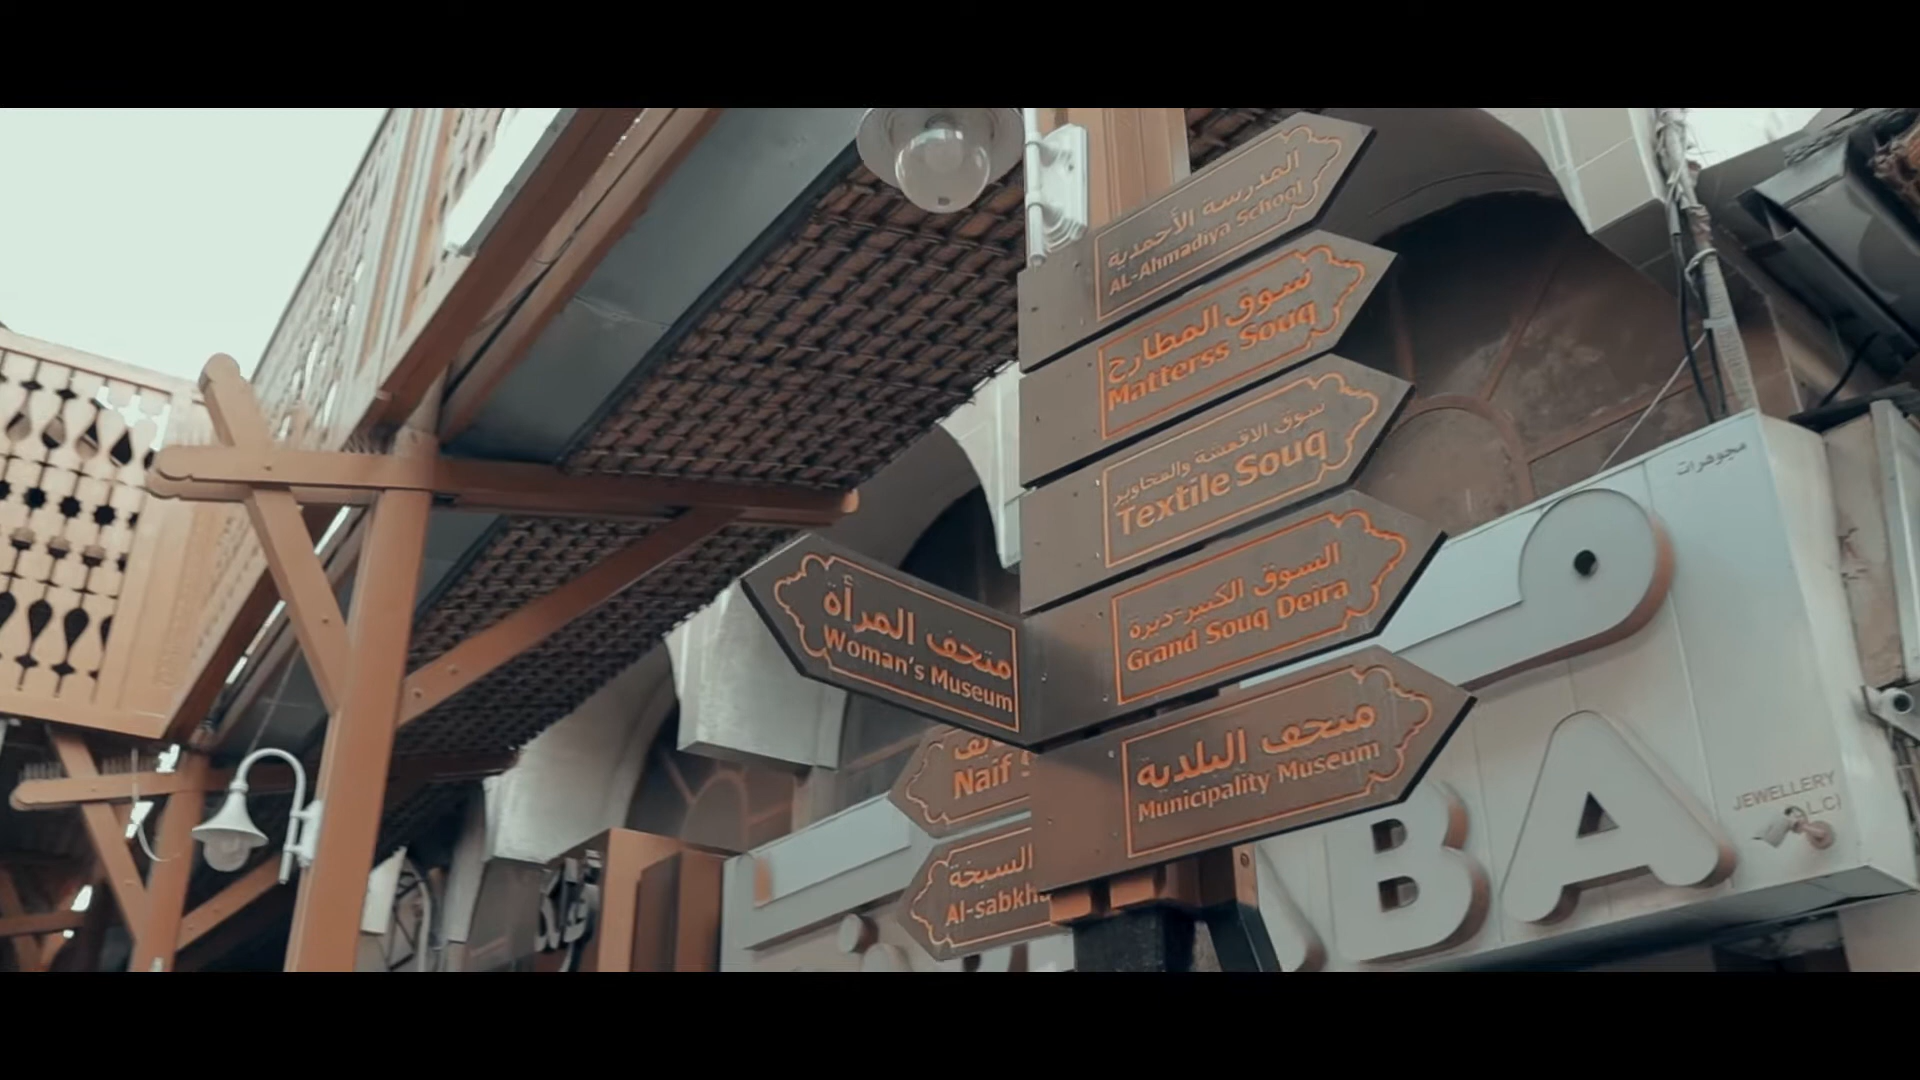 المدرسة الأحمدية
AL-Ahmadiya School
سوق المطارح
Matterss Souq
سوق الاقمشة والمخاوير
Textile Souq
السوق الكبير-ديرة
Grand Souq Deira
متحف المرأة
Woman's Museum
متحف البلدية
Municipality Museum
Naif
السبخة
Al-sabkha
مجوهرات
BA
JEWELLERY